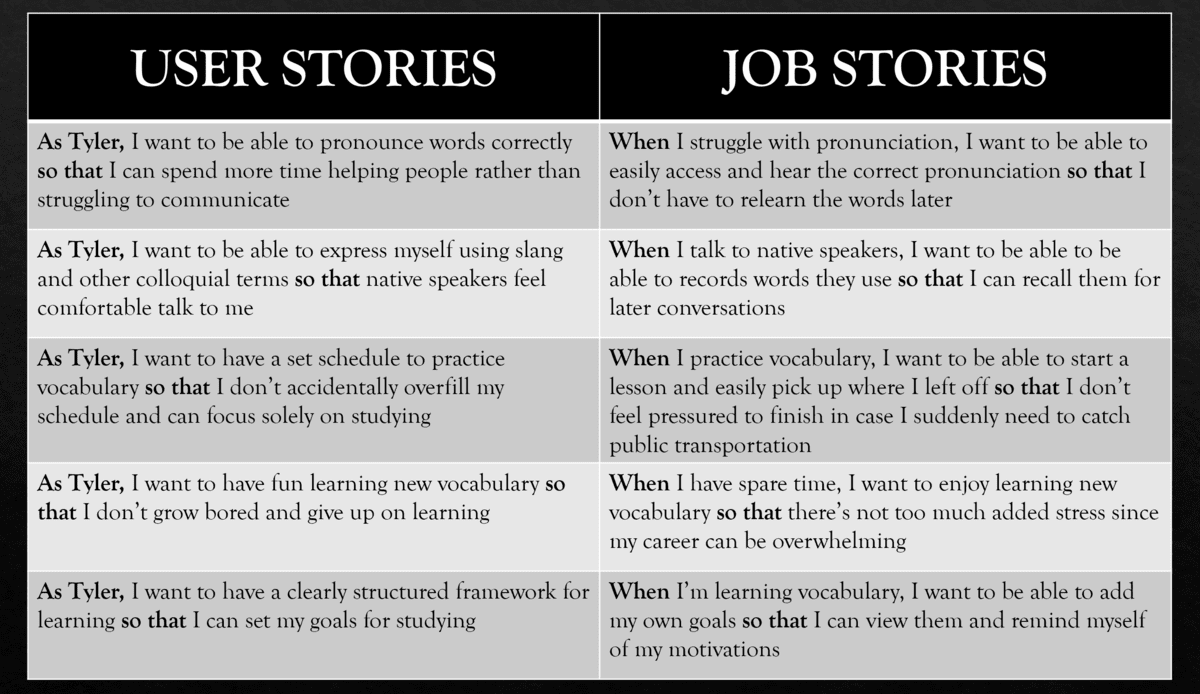 USER STORIES
JOB STORIES
As Tyler, I want to be able to pronounce words correctly
so that I can spend more time helping people rather than
struggling to communicate
When I struggle with pronunciation, I want to be able to
easily access and hear the correct pronunciation so that I
don't have to relearn the words later
As Tyler, I want to be able to express myself using slang
and other colloquial terms so that native speakers feel
comfortable talk to me
When I talk to native speakers, I want to be able to be
able to records words they use so that I can recall them for
later conversations
As Tyler, I want to have a set schedule to practice
vocabulary so that I don't accidentally overfill my
schedule and can focus solely on studying
When I practice vocabulary, I want to be able to start a
lesson and easily pick up where I left off so that I don't
feel pressured to finish in case I suddenly need to catch
public transportation
As Tyler, I want to have fun learning new vocabulary so
that I don't grow bored and give up on learning
When I have spare time, I want to enjoy learning new
vocabulary so that there's not too much added stress since
my career can be overwhelming
As Tyler, I want to have a clearly structured framework for
learning so that I can set my goals for studying
When I'm learning vocabulary, I want to be able to add
my own goals so that I can view them and remind myself
of my motivations